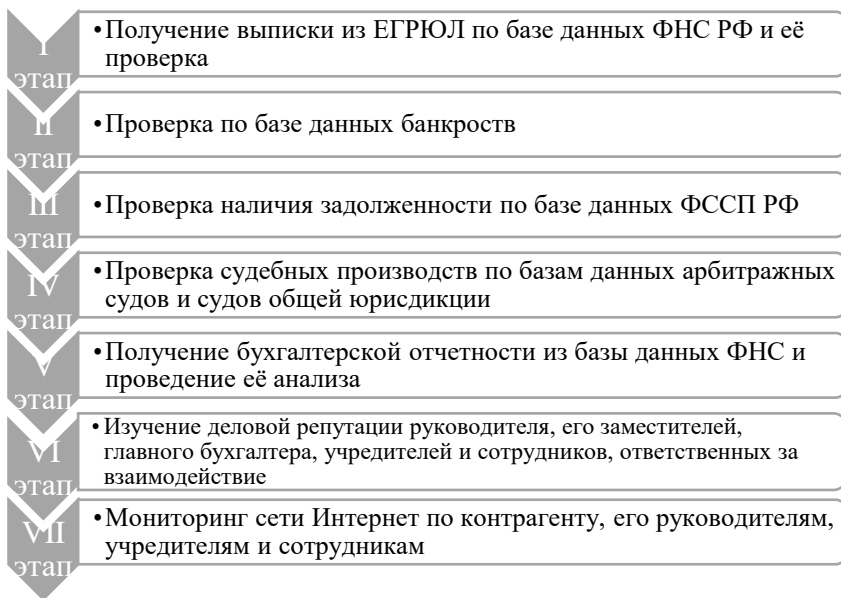 I
этап
•Получение выписки из ЕГРЮЛ по базе данных ФНС РФ и её
проверка
II
этап
•Проверка по базе данных банкротств
III
этап
•Проверка наличия задолженности по базе данных ФССП РФ
IV
этап
•Проверка судебных производств по базам данных арбитражных
судов и судов общей юрисдикции
V
этап
•Получение бухгалтерской отчетности из базы данных ФНС и
проведение её анализа
VI
этап
•Изучение деловой репутации руководителя, его заместителей,
главного бухгалтера, учредителей и сотрудников, ответственных за
взаимодействие
VII
этап
•Мониторинг сети Интернет по контрагенту, его руководителям,
учредителям и сотрудникам